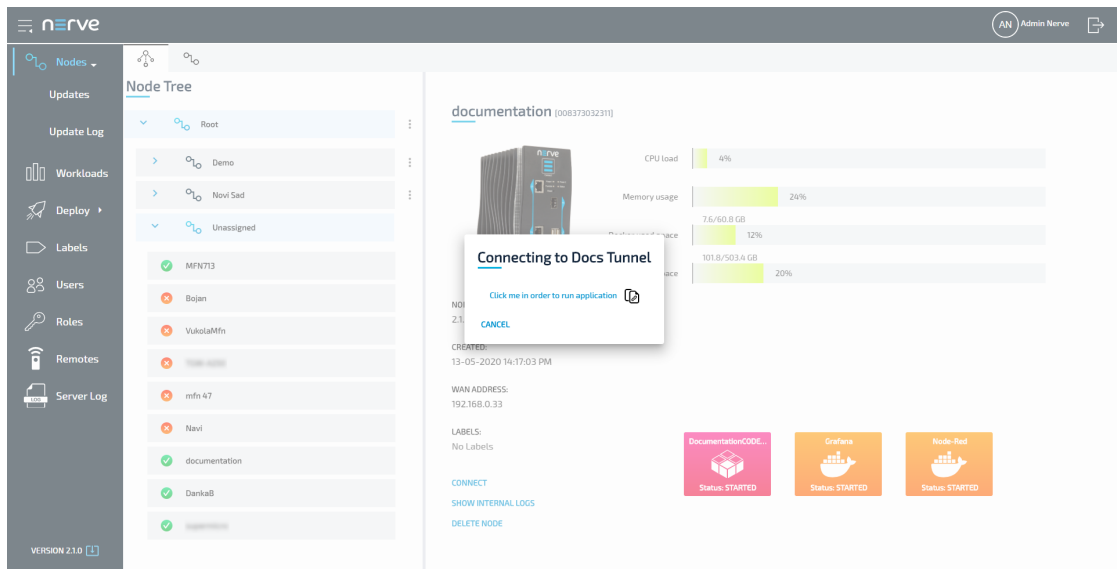 nerve
AN Admin Nerve
Nodes
Updates
Update Log
Workloads
Deploy
Labels
Users
Roles
Remotes
LOG
Server Log
VERSION 2.1.0
Node Tree
Root
Demo
Novi Sad
Unassigned
MFN713
Bojan
VukolaMfn
mfn 47
Navi
documentation
DankaB
documentation [008373032311]
nerve
CPU load 4%
Memory usage 24%
7.6/60.8 GB
12%
101.8/503.4 GB
20%
Connecting to Docs Tunnel
Click me in order to run application
CANCEL
2.1.
CREATED:
13-05-2020 14:17:03 PM
WAN ADDRESS:
192.168.0.33
LABELS:
No Labels
CONNECT
SHOW INTERNAL LOGS
DELETE NODE
DocumentationCODE...
Status: STARTED
Grafana
Status: STARTED
Node-Red
Status: STARTED